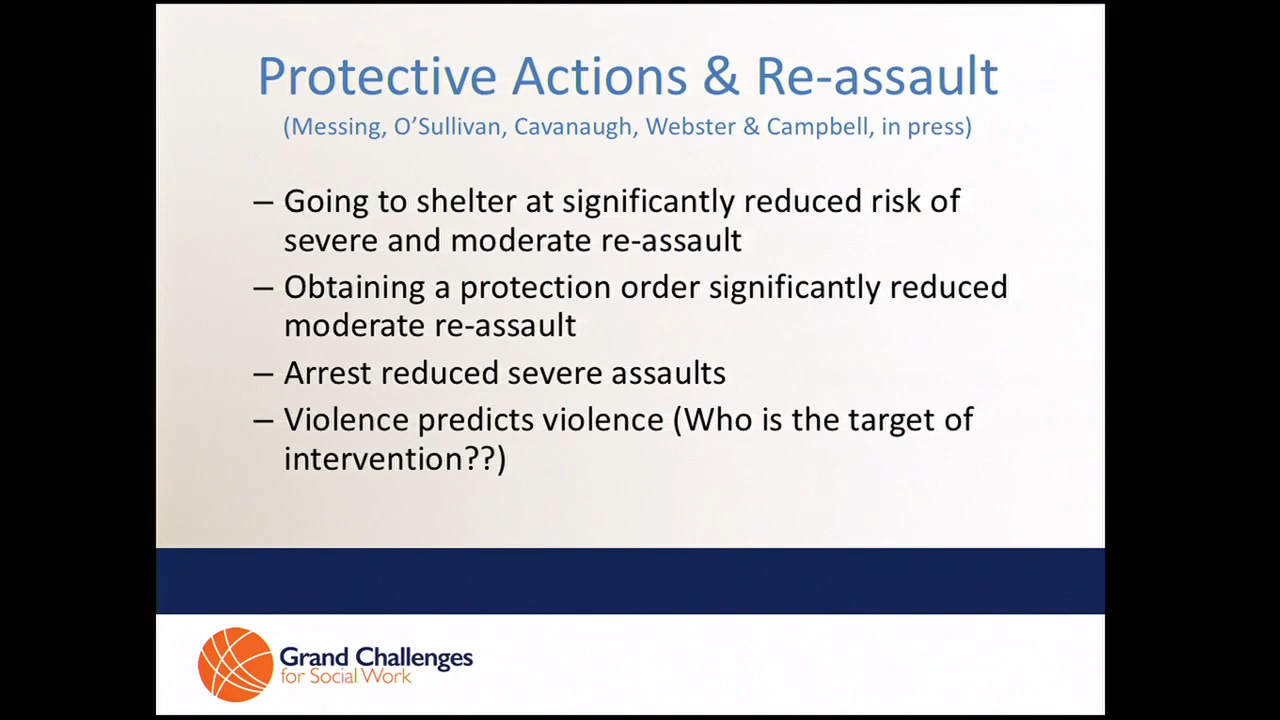 Protective Actions & Re-assault
(Messing, O’Sullivan, Cavanaugh, Webster & Campbell, in press)
– Going to shelter at significantly reduced risk of
severe and moderate re-assault
– Obtaining a protection order significantly reduced
moderate re-assault
– Arrest reduced severe assaults
– Violence predicts violence (Who is the target of
intervention??)
Grand Challenges
for Social Work